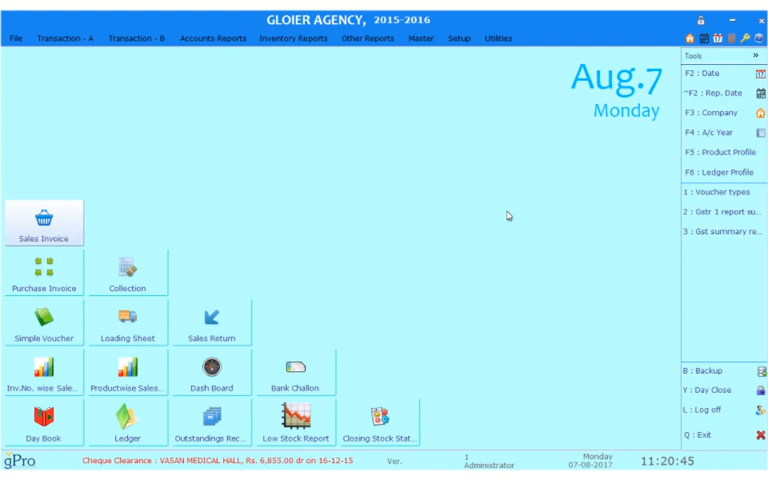 GLOIER AGENCY, 2015-2016
File Transaction - A Transaction - B Accounts Reports Inventory Reports Other Reports Master Setup Utilities
Aug.7
Monday
Tools »
F2 : Date
^F2 : Rep. Date
F3 : Company
F4 : A/c Year
F5 : Product Profile
F6 : Ledger Profile
1 : Voucher types
2 : Gstr 1 report su...
3 : Gst summary re...
Sales Invoice
Purchase Invoice Collection
Simple Voucher Loading Sheet Sales Return
Inv.No. wise Sale... Productwise Sales... Dash Board Bank Challon
Day Book Ledger Outstandings Rec... Low Stock Report Closing Stock Stat...
B : Backup
Y : Day Close
L : Log off
Q : Exit
gPro Cheque Clearance : VASAN MEDICAL HALL, Rs. 6,855.00 dr on 16-12-15 Ver. 1 Administrator Monday 07-08-2017 11:20:45